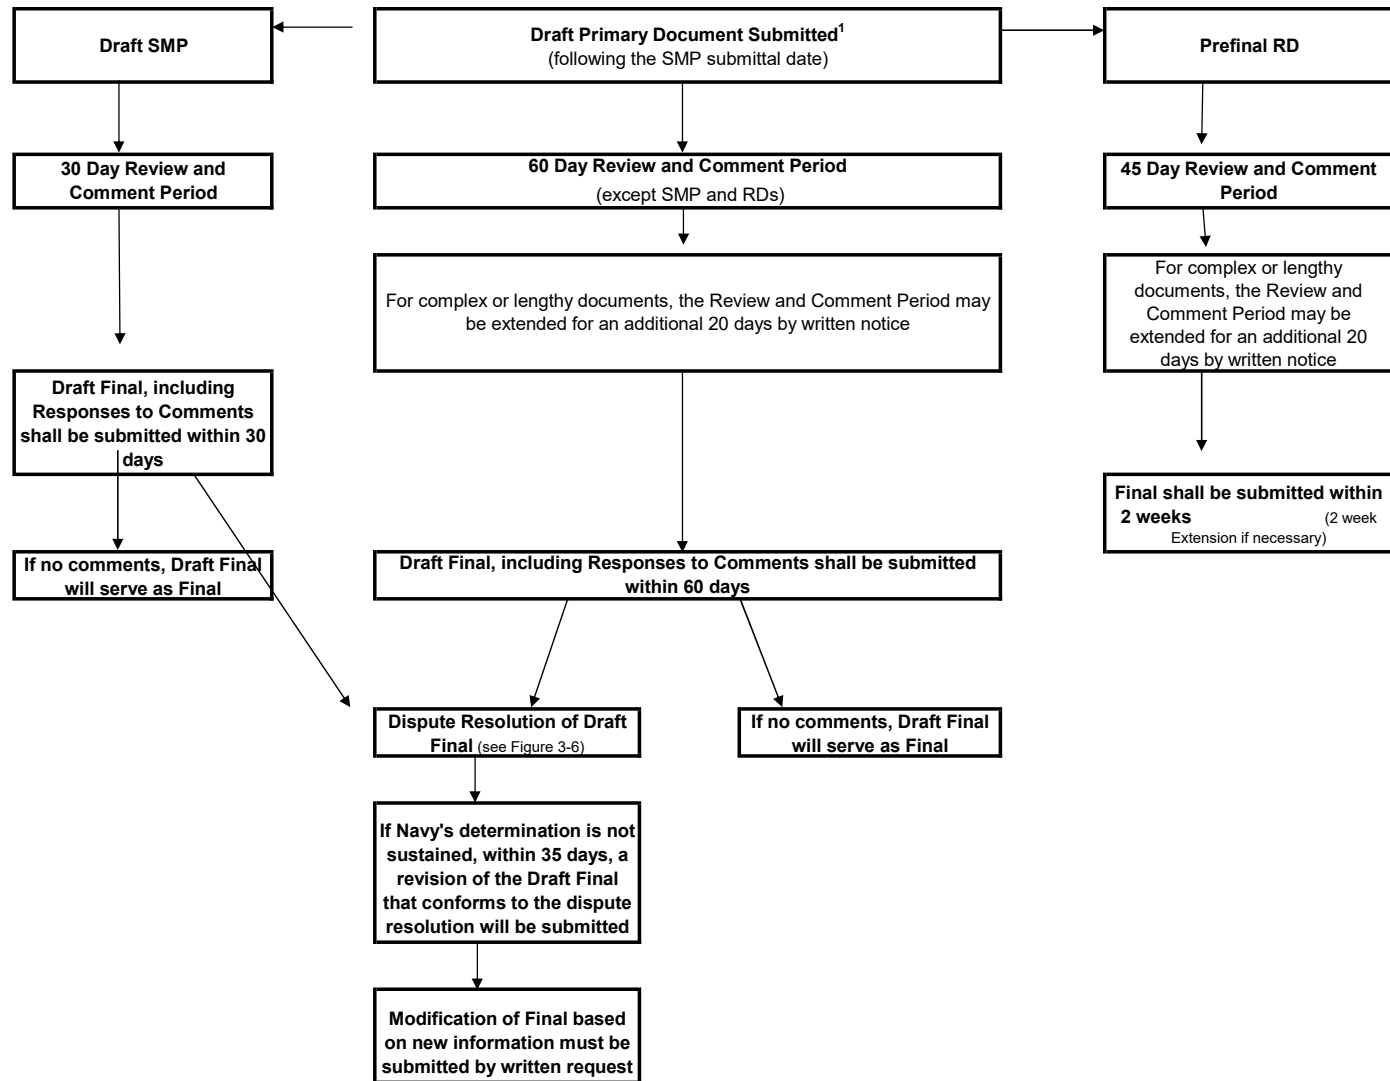 Draft SMP
Draft Primary Document Submitted1
(following the SMP submittal date)
Prefinal RD
30 Day Review and
Comment Period
60 Day Review and Comment Period
(except SMP and RDs)
45 Day Review and Comment
Period
For complex or lengthy documents, the Review and Comment Period may
be extended for an additional 20 days by written notice
For complex or lengthy
documents, the Review and
Comment Period may be
extended for an additional 20
days by written notice
Draft Final, including
Responses to Comments
shall be submitted within 30
days
Final shall be submitted within
2 weeks (2 week
Extension if necessary)
If no comments, Draft Final
will serve as Final
Draft Final, including Responses to Comments shall be submitted
within 60 days
Dispute Resolution of Draft
Final (see Figure 3-6)
If no comments, Draft Final
will serve as Final
If Navy's determination is not
sustained, within 35 days, a
revision of the Draft Final
that conforms to the dispute
resolution will be submitted
Modification of Final based
on new information must be
submitted by written request